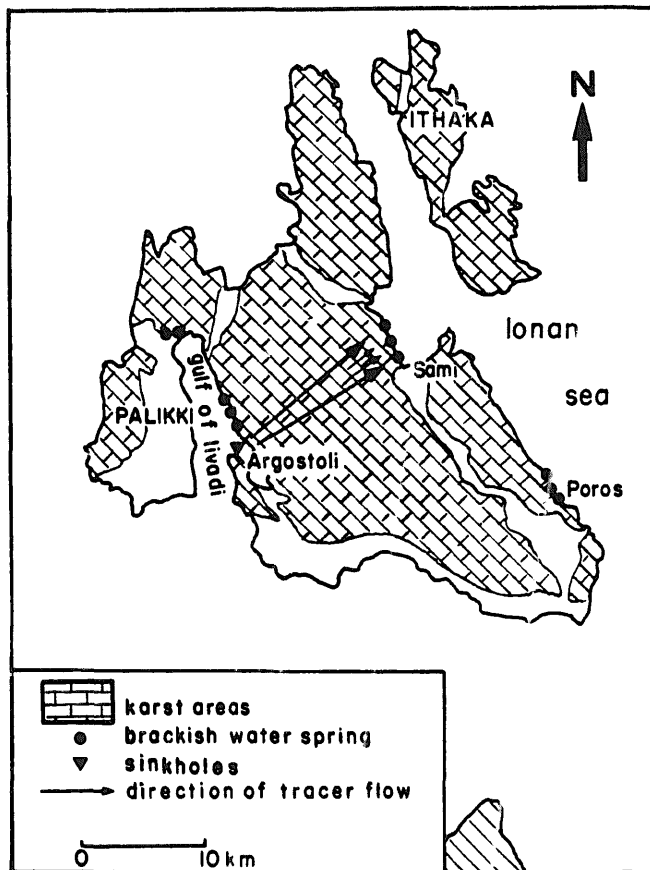 N
ITHAKA
Ionan
sea
Sami
gulf of livadi
PALIKKI
Argostoli
Poros
karst areas
brackish water spring
sinkholes
direction of tracer flow
0 10 km